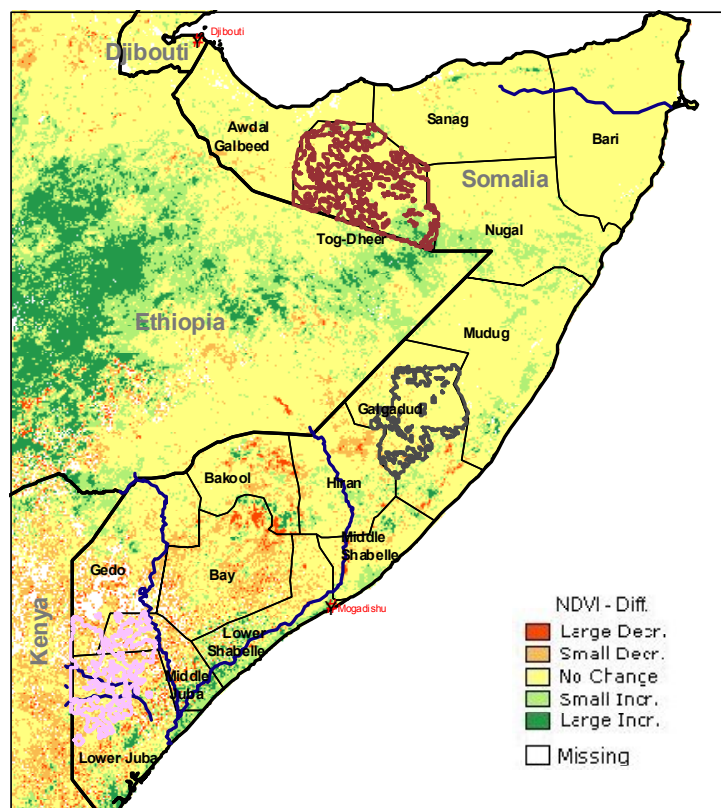 Djibouti
Djibouti
Awdal
Galbeed
Sanag
Bari
Somalia
Tog-Dheer
Nugal
Ethiopia
Mudug
Galgadud
Bakool
Hiran
Middle
Shabelle
Gedo
Bay
Mogadishu
Kenya
Lower
Shabelle
Middle
Juba
Lower Juba
NDVI - Diff.
Large Decr.
Small Decr.
No Change
Small Incr.
Large Incr.
Missing